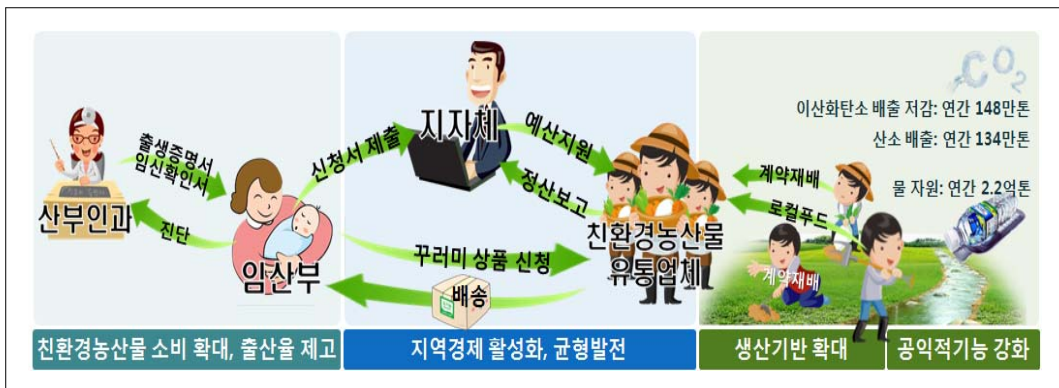 산부인과
출생증명서
임신확인서
진단
임산부
신청서 제출
지자체
예산지원
정산보고
꾸러미 상품 신청
배송
친환경농산물
유통업체
CO2
이산화탄소 배출 저감: 연간 148만톤
산소 배출: 연간 134만톤
물 자원: 연간 2.2억톤
계약재배
로컬푸드
계약재배
친환경농산물 소비 확대, 출산율 제고
지역경제 활성화, 균형발전
생산기반 확대
공익적기능 강화